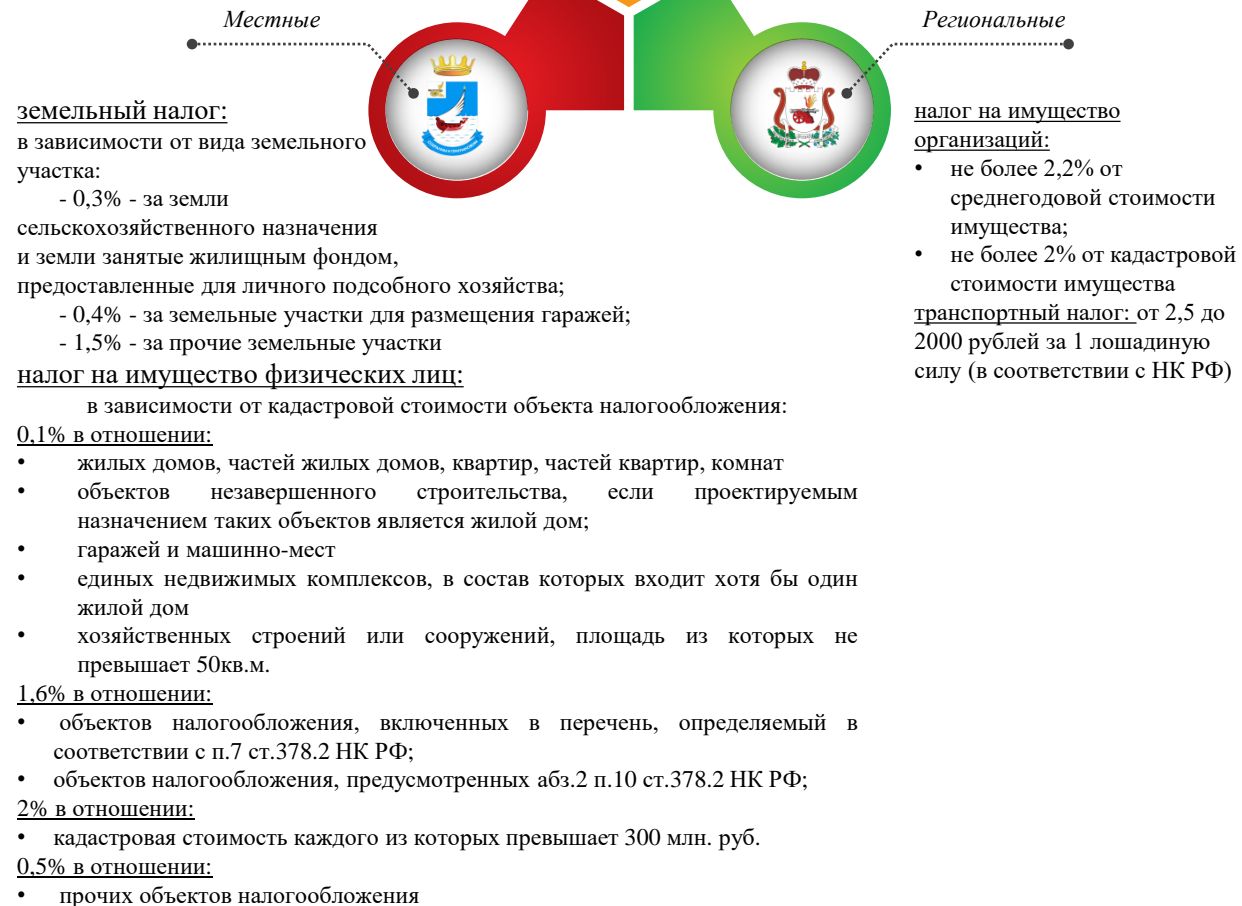 Местные
земельный налог:
в зависимости от вида земельного
участка:
- 0,3% - за земли
сельскохозяйственного назначения
и земли занятые жилищным фондом,
предоставленные для личного подсобного хозяйства;
- 0,4% - за земельные участки для размещения гаражей;
- 1,5% - за прочие земельные участки
налог на имущество физических лиц:
в зависимости от кадастровой стоимости объекта налогообложения:
0,1% в отношении:
• жилых домов, частей жилых домов, квартир, частей квартир, комнат
• объектов незавершенного строительства, если проектируемым
назначением таких объектов является жилой дом;
• гаражей и машинно-мест
• единых недвижимых комплексов, в состав которых входит хотя бы один
жилой дом
• хозяйственных строений или сооружений, площадь из которых не
превышает 50кв.м.
1,6% в отношении:
• объектов налогообложения, включенных в перечень, определяемый в
соответствии с п.7 ст.378.2 НК РФ;
• объектов налогообложения, предусмотренных абз.2 п.10 ст.378.2 НК РФ;
2% в отношении:
• кадастровая стоимость каждого из которых превышает 300 млн. руб.
0,5% в отношении:
• прочих объектов налогообложения
Региональные
налог на имущество
организаций:
• не более 2,2% от
среднегодовой стоимости
имущества;
• не более 2% от кадастровой
стоимости имущества
транспортный налог: от 2,5 до
2000 рублей за 1 лошадиную
силу (в соответствии с НК РФ)